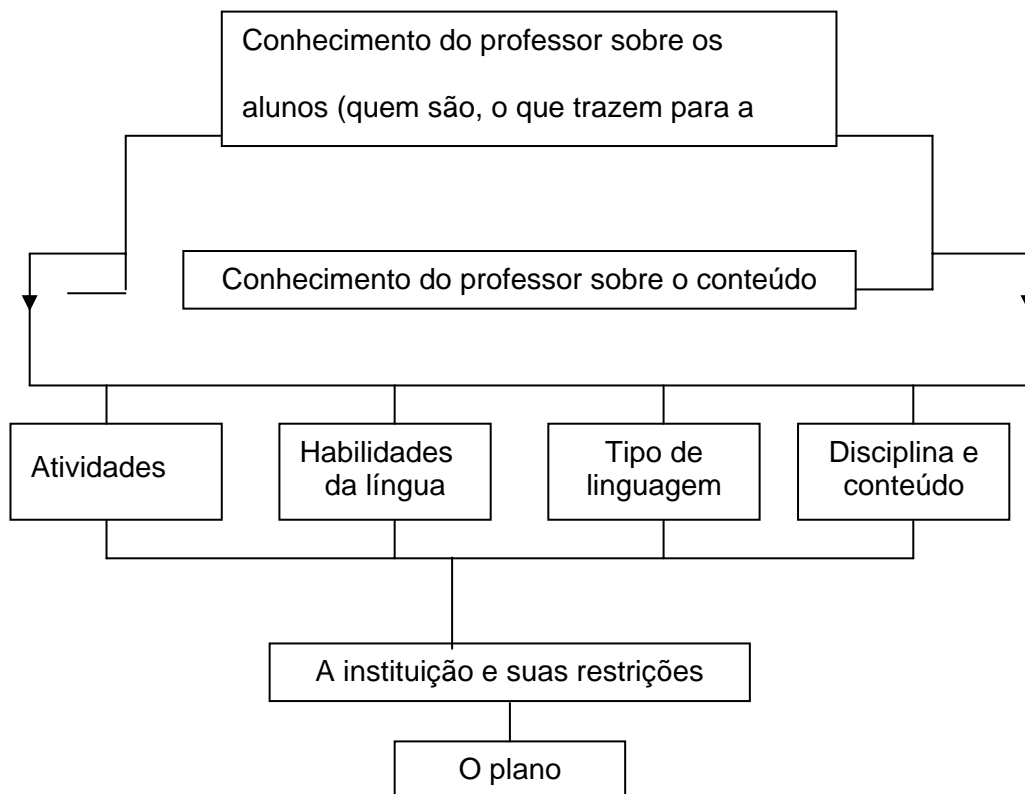 Conhecimento do professor sobre os
alunos (quem são, o que trazem para a
Conhecimento do professor sobre o conteúdo
Atividades
Habilidades
da língua
Tipo de
linguagem
Disciplina e
conteúdo
A instituição e suas restrições
O plano